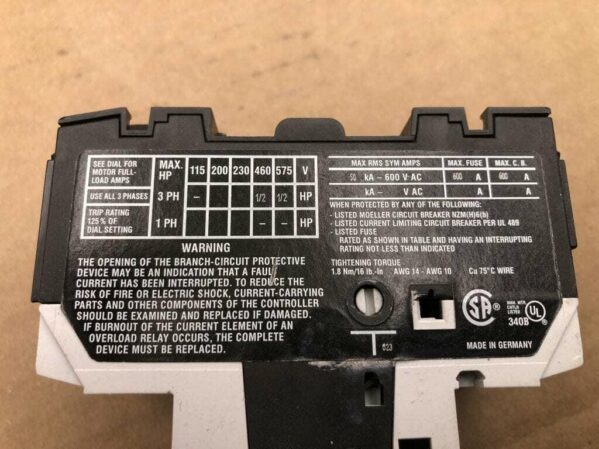 SEE DIAL FOR
MOTOR FULL-
LOAD AMPS
USE ALL 3 PHASES
TRIP RATING
125 % OF
DIAL SETTING
MAX. HP 115 200 230 460 575 V
3 PH – – – 1/2 1/2 HP
1 PH – HP
MAX RMS SYM AMPS MAX. FUSE MAX. C. B.
50 kA – 600 V AC 600 A 600 A
kA – V AC A A
WHEN PROTECTED BY ANY OF THE FOLLOWING:
- LISTED MOELLER CIRCUIT BREAKER NZM(H)6(b)
- LISTED CURRENT LIMITING CIRCUIT BREAKER PER UL 489
- LISTED FUSE
RATED AS SHOWN IN TABLE AND HAVING AN INTERRUPTING
RATING NOT LESS THAN INDICATED
TIGHTENING TORQUE
1.8 Nm/16 lb.-In AWG 14 – AWG 10 Cu 75°C WIRE
WARNING
THE OPENING OF THE BRANCH-CIRCUIT PROTECTIVE
DEVICE MAY BE AN INDICATION THAT A FAULT
CURRENT HAS BEEN INTERRUPTED. TO REDUCE THE
RISK OF FIRE OR ELECTRIC SHOCK, CURRENT-CARRYING
PARTS AND OTHER COMPONENTS OF THE CONTROLLER
SHOULD BE EXAMINED AND REPLACED IF DAMAGED.
IF BURNOUT OF THE CURRENT ELEMENT OF AN
OVERLOAD RELAY OCCURS, THE COMPLETE
DEVICE MUST BE REPLACED.
SA
IND. CONT. EQ.
LISTED
340B
UL
MADE IN GERMANY
023